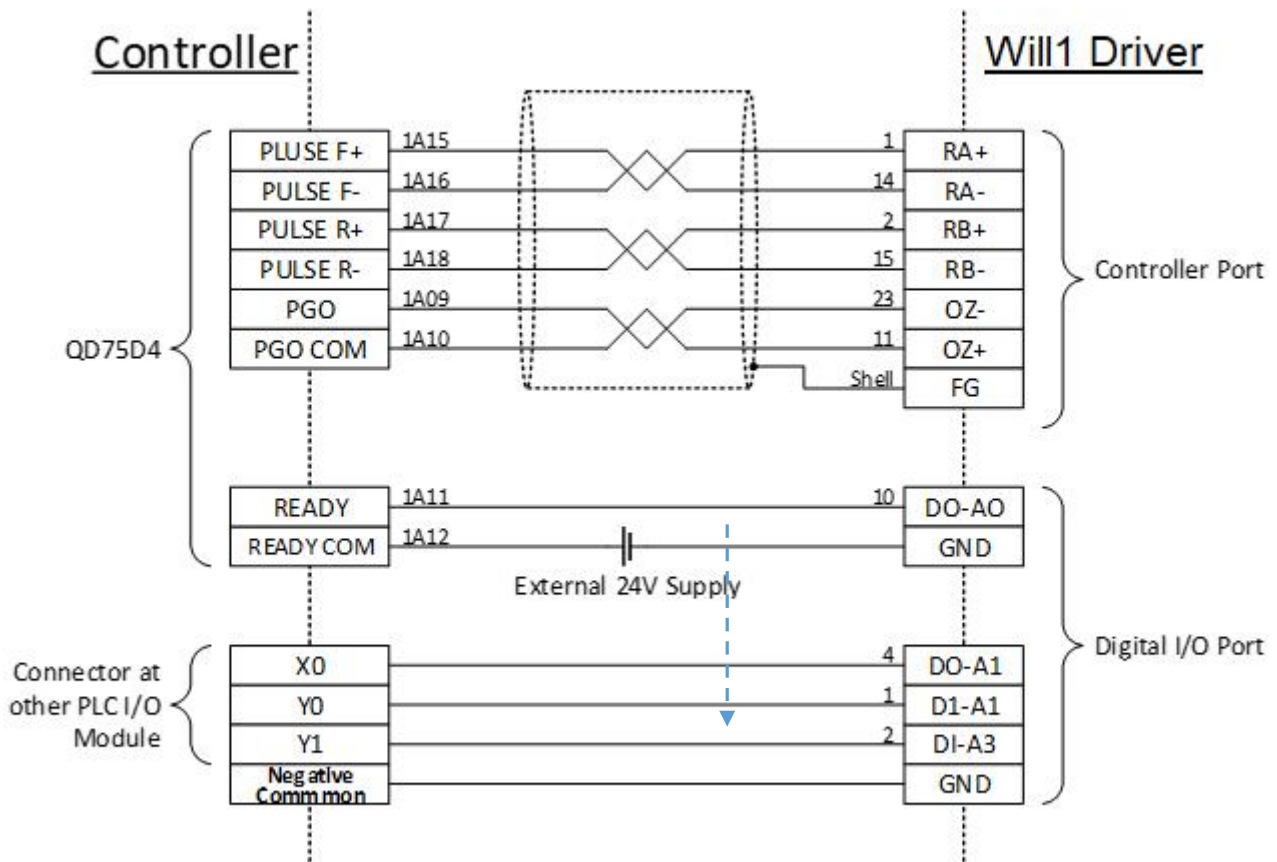 Controller
Will1 Driver
PLUSE F+ 1A15 1 RA+
PULSE F- 1A16 14 RA-
PULSE R+ 1A17 2 RB+
PULSE R- 1A18 15 RB-
Controller Port
PGO 1A09 23 OZ-
QD75D4
PGO COM 1A10 11 OZ+
Shell FG
READY 1A11 10 DO-AO
READY COM 1A12 GND
External 24V Supply
Connector at
other PLC I/O
Module
X0 4 DO-A1
Digital I/O Port
Y0 1 D1-A1
Y1 2 DI-A3
Negative
Commmon
GND